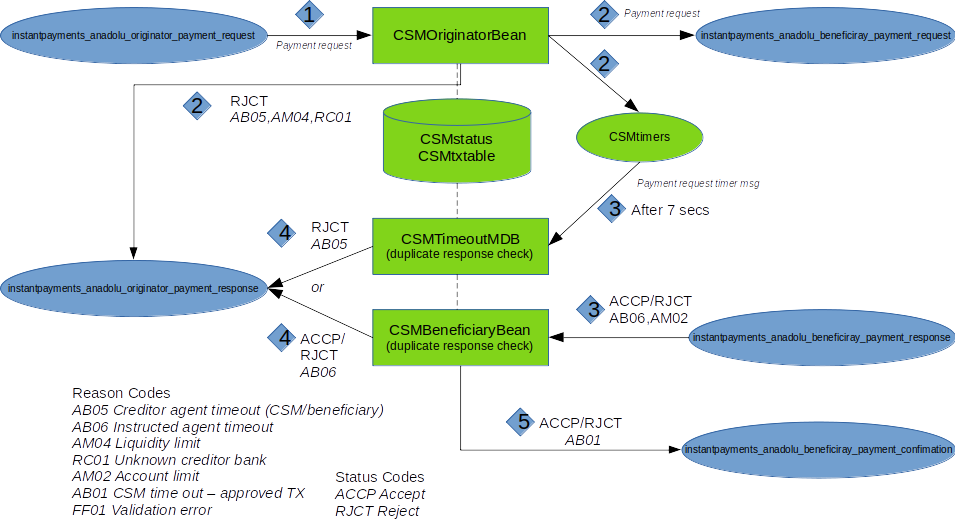 1
2
Payment request
instantpayments_anadolu_originator_payment_request
CSMOriginatorBean
instantpayments_anadolu_beneficiray_payment_request
Payment request
2
2
RJCT
AB05,AM04,RC01
CSMstatus
CSMtxtable
CSMtimers
Payment request timer msg
3
After 7 secs
4
RJCT
AB05
CSMTimeoutMDB
(duplicate response check)
instantpayments_anadolu_originator_payment_response
or
3
ACCP/RJCT
AB06,AM02
4
ACCP/
RJCT
AB06
CSMBeneficiaryBean
(duplicate response check)
instantpayments_anadolu_beneficiray_payment_response
Reason Codes
AB05 Creditor agent timeout (CSM/beneficiary)
AB06 Instructed agent timeout
AM04 Liquidity limit
RC01 Unknown creditor bank
AM02 Account limit
AB01 CSM time out – approved TX
FF01 Validation error
Status Codes
ACCP Accept
RJCT Reject
5
ACCP/RJCT
AB01
instantpayments_anadolu_beneficiray_payment_confimation